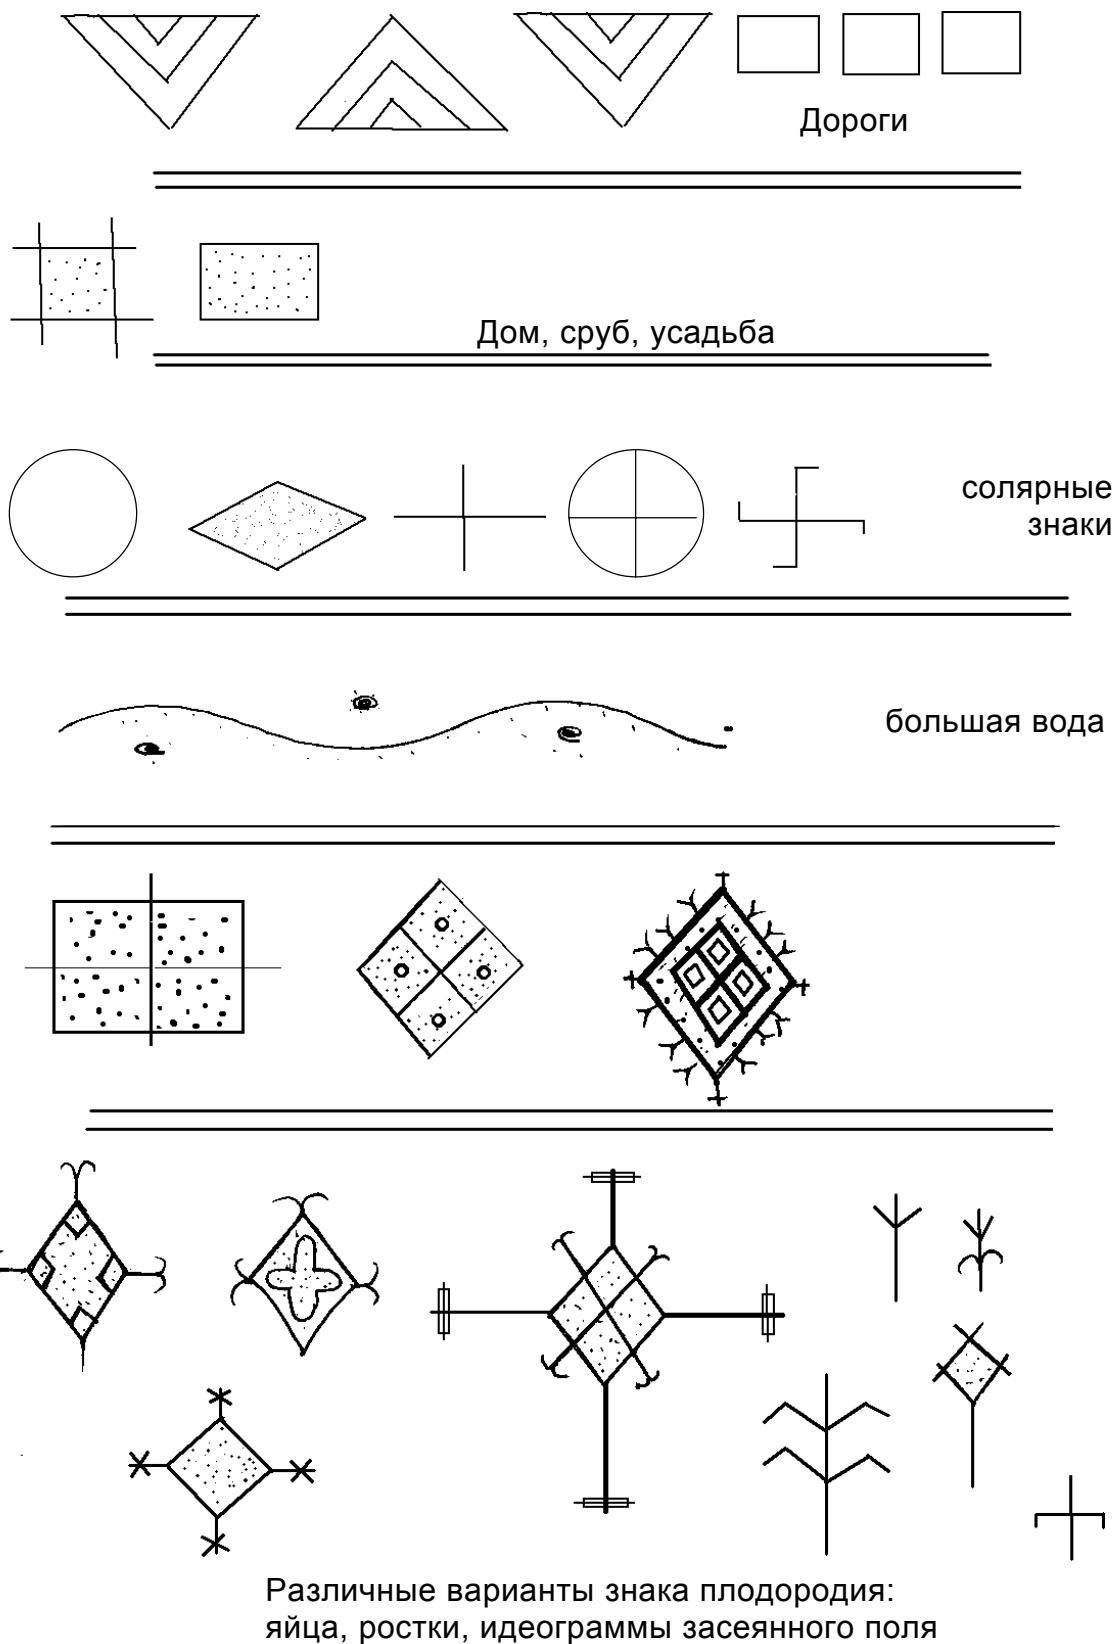 Дороги
Дом, сруб, усадьба
солярные
знаки
большая вода
Различные варианты знака плодородия:
яйца, ростки, идеограммы засеянного поля